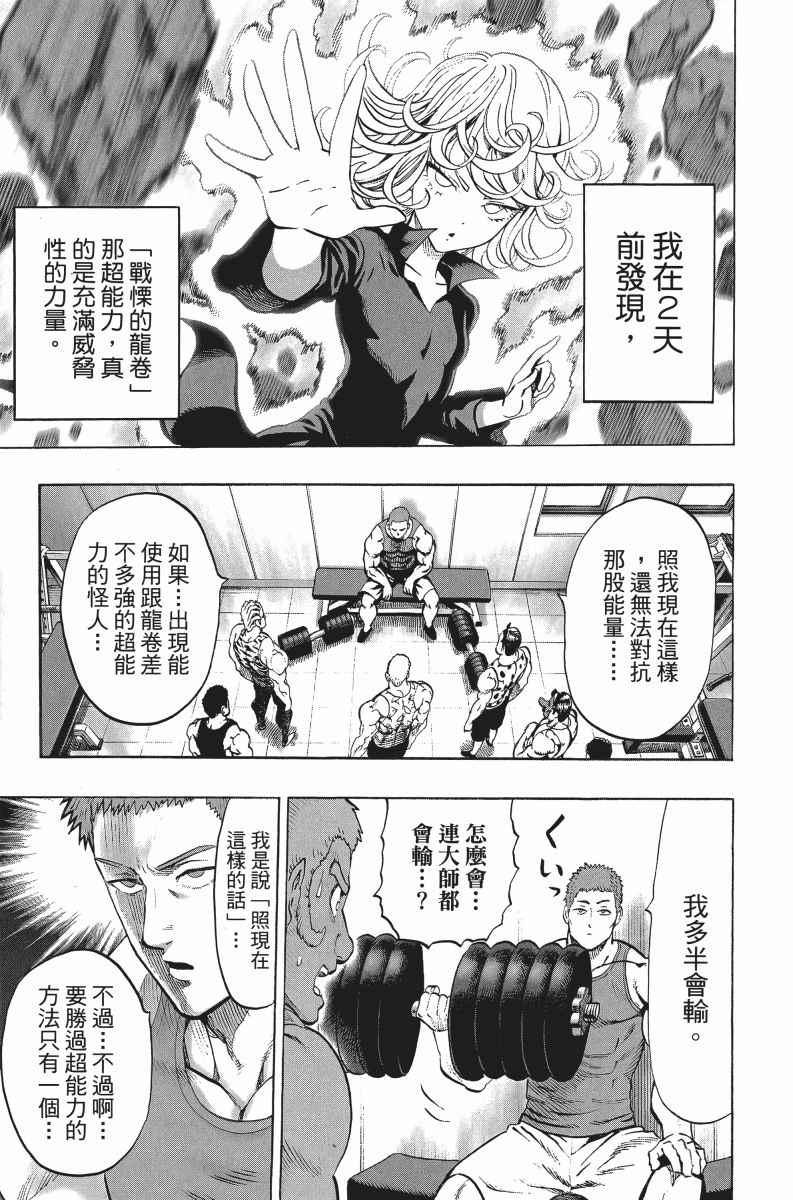 我在2天
前發現，
「戰慄的龍卷」
那超能力，真
的是充滿威脅
性的力量。
照我現在這樣
，還無法對抗
那股能量……
如果…出現能
使用跟龍卷差
不多強的超能
力的怪人…
我多半會輸。
くいっ
怎麼會…
連大師都
會輸…？
我是說「照現在
這樣的話」…
不過…不過啊…
要勝過超能力的
方法只有一個…